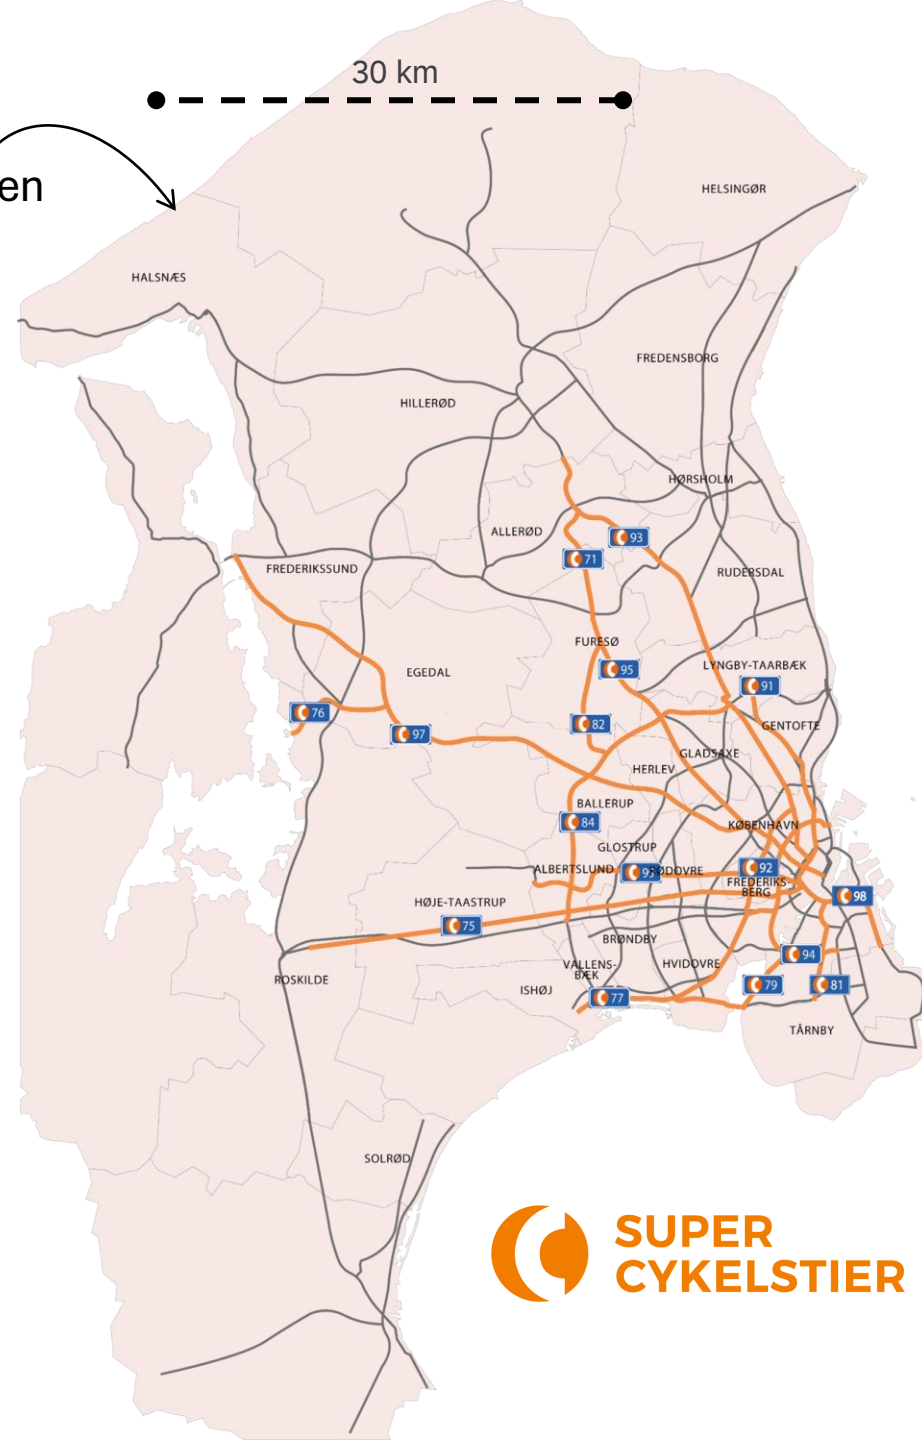 30 km
en
HELSINGØR
HALSNÆS
FREDENSBORG
HILLERØD
HØRSHOLM
ALLERØD
93
71
FREDERIKSSUND
RUDERSDAL
FURESØ
EGEDAL
95
LYNGBY-TAARBÆK
91
76
82
GENTOFTE
97
GLADSAXE
HERLEV
BALLERUP
84
KØBENHAVN
GLOSTRUP
ALBERTSLUND
RØDOVRE
92
FREDERIKS-
BERG
98
HØJE-TAASTRUP
75
BRØNDBY
94
VALLENS-
BÆK
HVIDOVRE
ROSKILDE
ISHØJ
77
79
81
TÅRNBY
SOLRØD
SUPER
CYKELSTIER